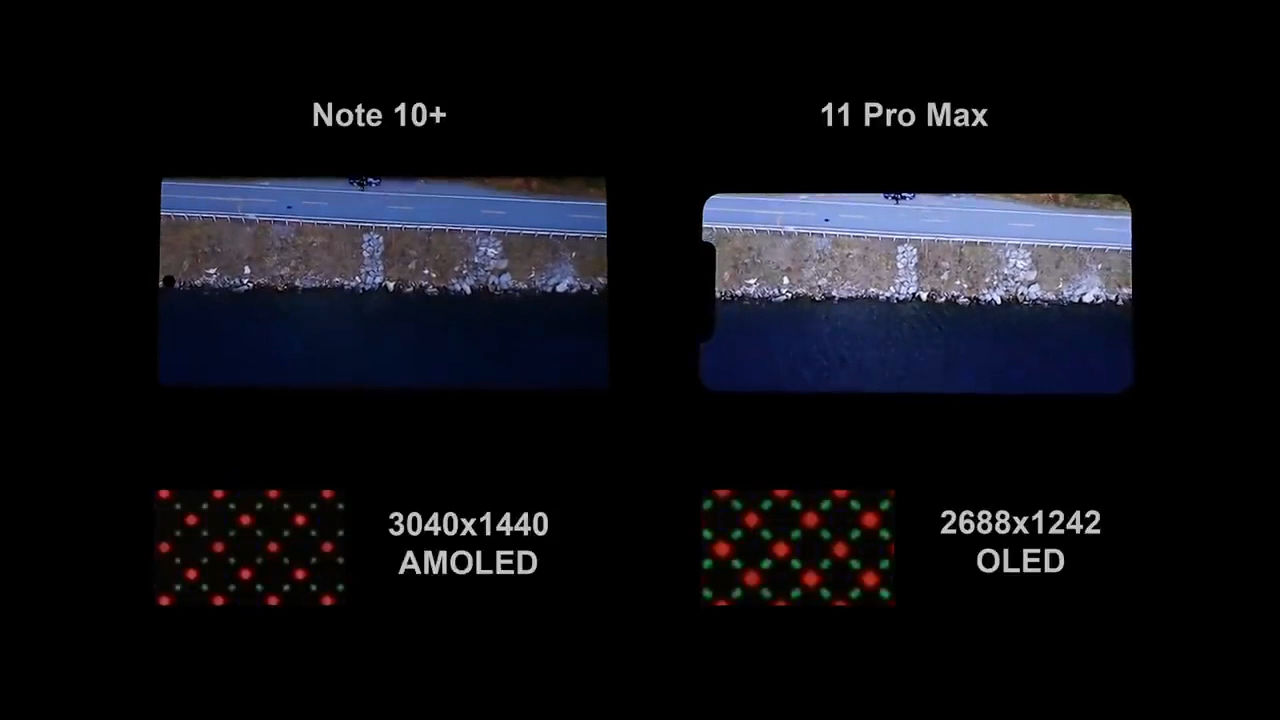 Note 10+
11 Pro Max
3040x1440
AMOLED
2688x1242
OLED